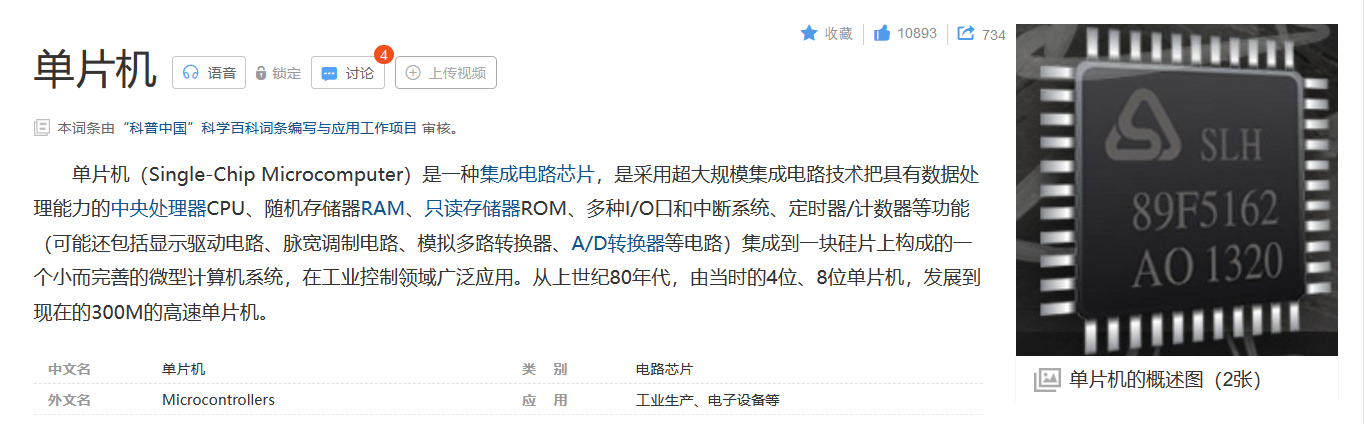 收藏 10893 734
单片机 语音 锁定 讨论 4 上传视频
本词条由“科普中国”科学百科词条编写与应用工作项目 审核。
单片机（Single-Chip Microcomputer）是一种集成电路芯片，是采用超大规模集成电路技术把具有数据处
理能力的中央处理器CPU、随机存储器RAM、只读存储器ROM、多种I/O口和中断系统、定时器/计数器等功能
（可能还包括显示驱动电路、脉宽调制电路、模拟多路转换器、A/D转换器等电路）集成到一块硅片上构成的一
个小而完善的微型计算机系统，在工业控制领域广泛应用。从上世纪80年代，由当时的4位、8位单片机，发展到
现在的300M的高速单片机。
中文名 单片机 类 别 电路芯片
外文名 Microcontrollers 应 用 工业生产、电子设备等
SLH
89F5162
AO 1320
单片机的概述图（2张）